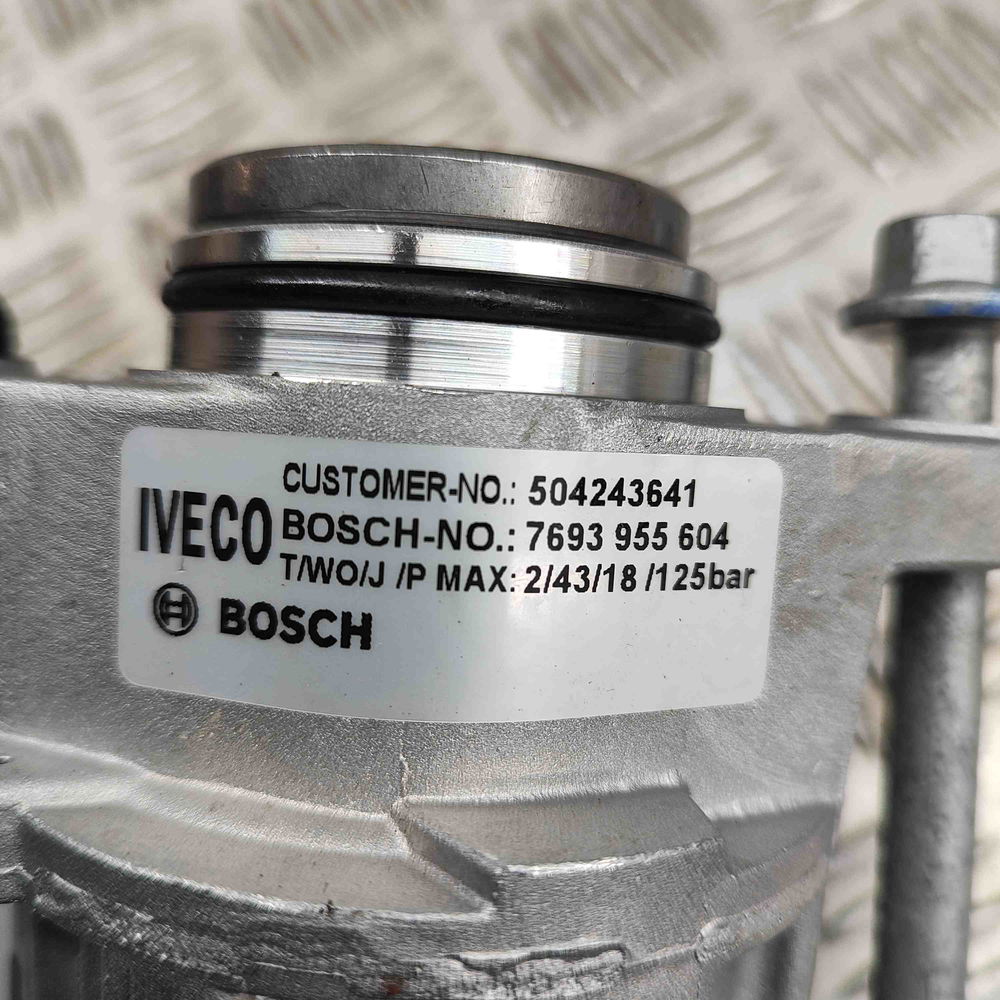 IVECO
CUSTOMER-NO.: 504243641
BOSCH-NO.: 7693 955 604
T/WO/J /P MAX: 2/43/18 /125bar
BOSCH